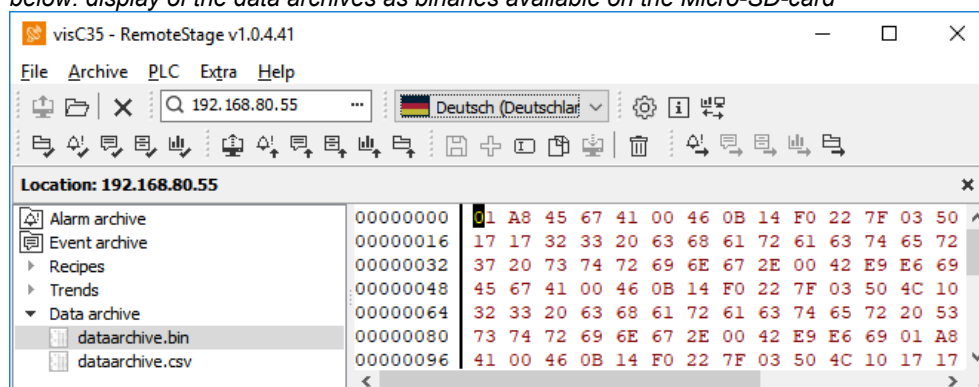 below: display of the data archives as binaries available on the Micro-SD-card
visC35 - RemoteStage v1.0.4.41
File Archive PLC Extra Help
192.168.80.55 ... Deutsch (Deutschlar
Location: 192.168.80.55
Alarm archive
Event archive
Recipes
Trends
Data archive
dataarchive.bin
dataarchive.csv
00000000 01 A8 45 67 41 00 46 0B 14 F0 22 7F 03 50
00000016 17 17 32 33 20 63 68 61 72 61 63 74 65 72
00000032 37 20 73 74 72 69 6E 67 2E 00 42 E9 E6 69
00000048 45 67 41 00 46 0B 14 F0 22 7F 03 50 4C 10
00000064 32 33 20 63 68 61 72 61 63 74 65 72 20 53
00000080 73 74 72 69 6E 67 2E 00 42 E9 E6 69 01 A8
00000096 41 00 46 0B 14 F0 22 7F 03 50 4C 10 17 17